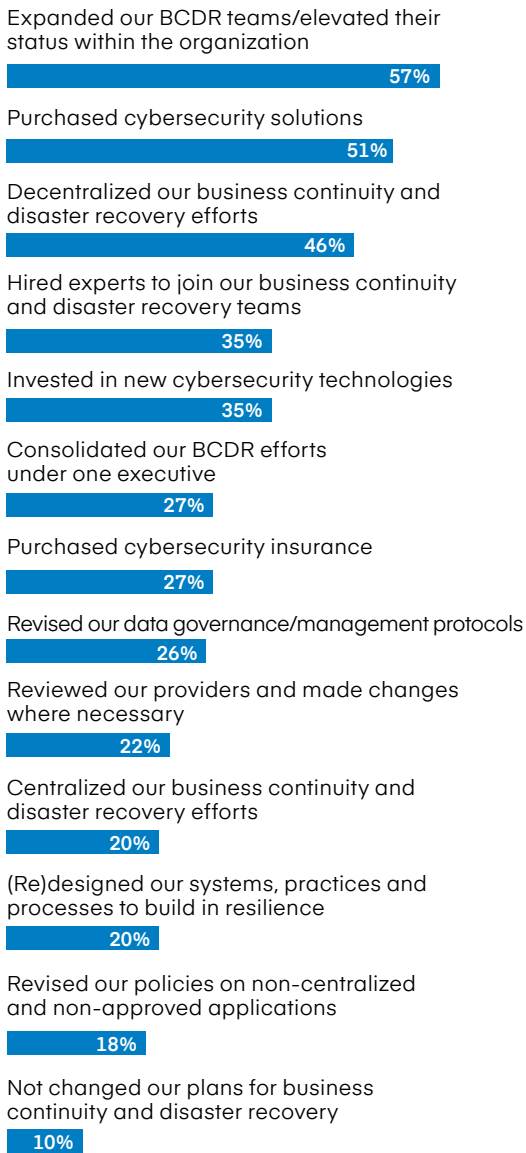 Expanded our BCDR teams/elevated their
status within the organization
57%
Purchased cybersecurity solutions
51%
Decentralized our business continuity and
disaster recovery efforts
46%
Hired experts to join our business continuity
and disaster recovery teams
35%
Invested in new cybersecurity technologies
35%
Consolidated our BCDR efforts
under one executive
27%
Purchased cybersecurity insurance
27%
Revised our data governance/management protocols
26%
Reviewed our providers and made changes
where necessary
22%
Centralized our business continuity and
disaster recovery efforts
20%
(Re)designed our systems, practices and
processes to build in resilience
20%
Revised our policies on non-centralized
and non-approved applications
18%
Not changed our plans for business
continuity and disaster recovery
10%